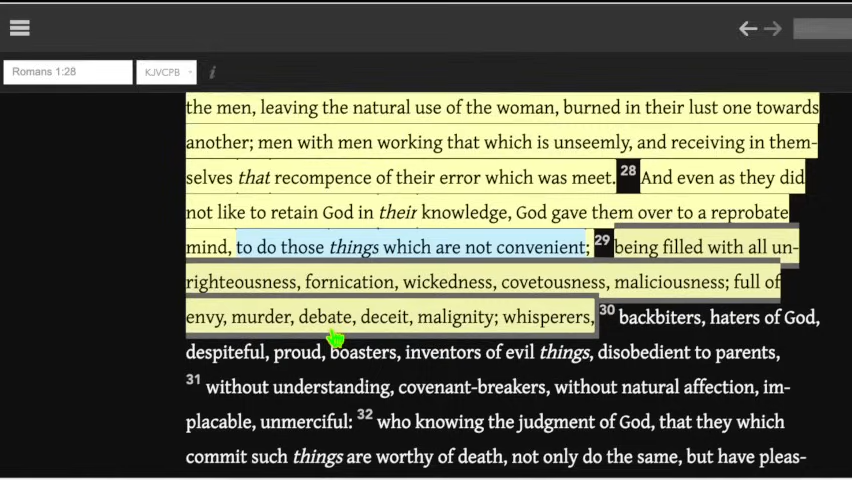 Romans 1:28
KJVCPB
i
the men, leaving the natural use of the woman, burned in their lust one towards
another; men with men working that which is unseemly, and receiving in them-
selves that recompence of their error which was meet. 28 And even as they did
not like to retain God in their knowledge, God gave them over to a reprobate
mind, to do those things which are not convenient; 29 being filled with all un-
righteousness, fornication, wickedness, covetousness, maliciousness; full of
envy, murder, debate, deceit, malignity; whisperers, 30 backbiters, haters of God,
despiteful, proud, boasters, inventors of evil things, disobedient to parents,
31 without understanding, covenant-breakers, without natural affection, im-
placable, unmerciful: 32 who knowing the judgment of God, that they which
commit such things are worthy of death, not only do the same, but have pleas-